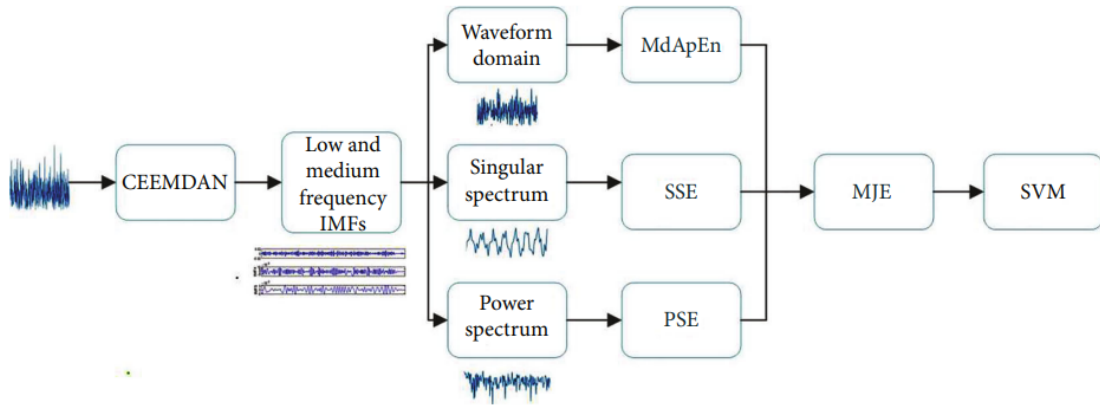 CEEMDAN
Low and
medium
frequency
IMFs
Waveform
domain
MdApEn
Singular
spectrum
SSE
Power
spectrum
PSE
MJE
SVM